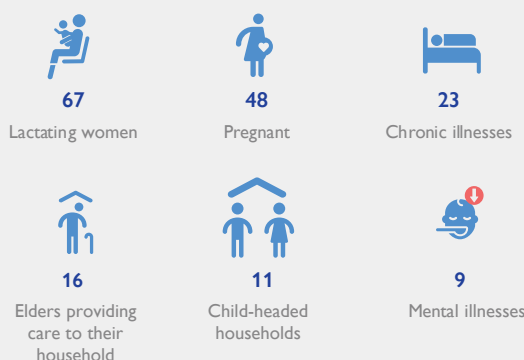 67
Lactating women
48
Pregnant
23
Chronic illnesses
16
Elders providing
care to their
household
11
Child-headed
households
9
Mental illnesses